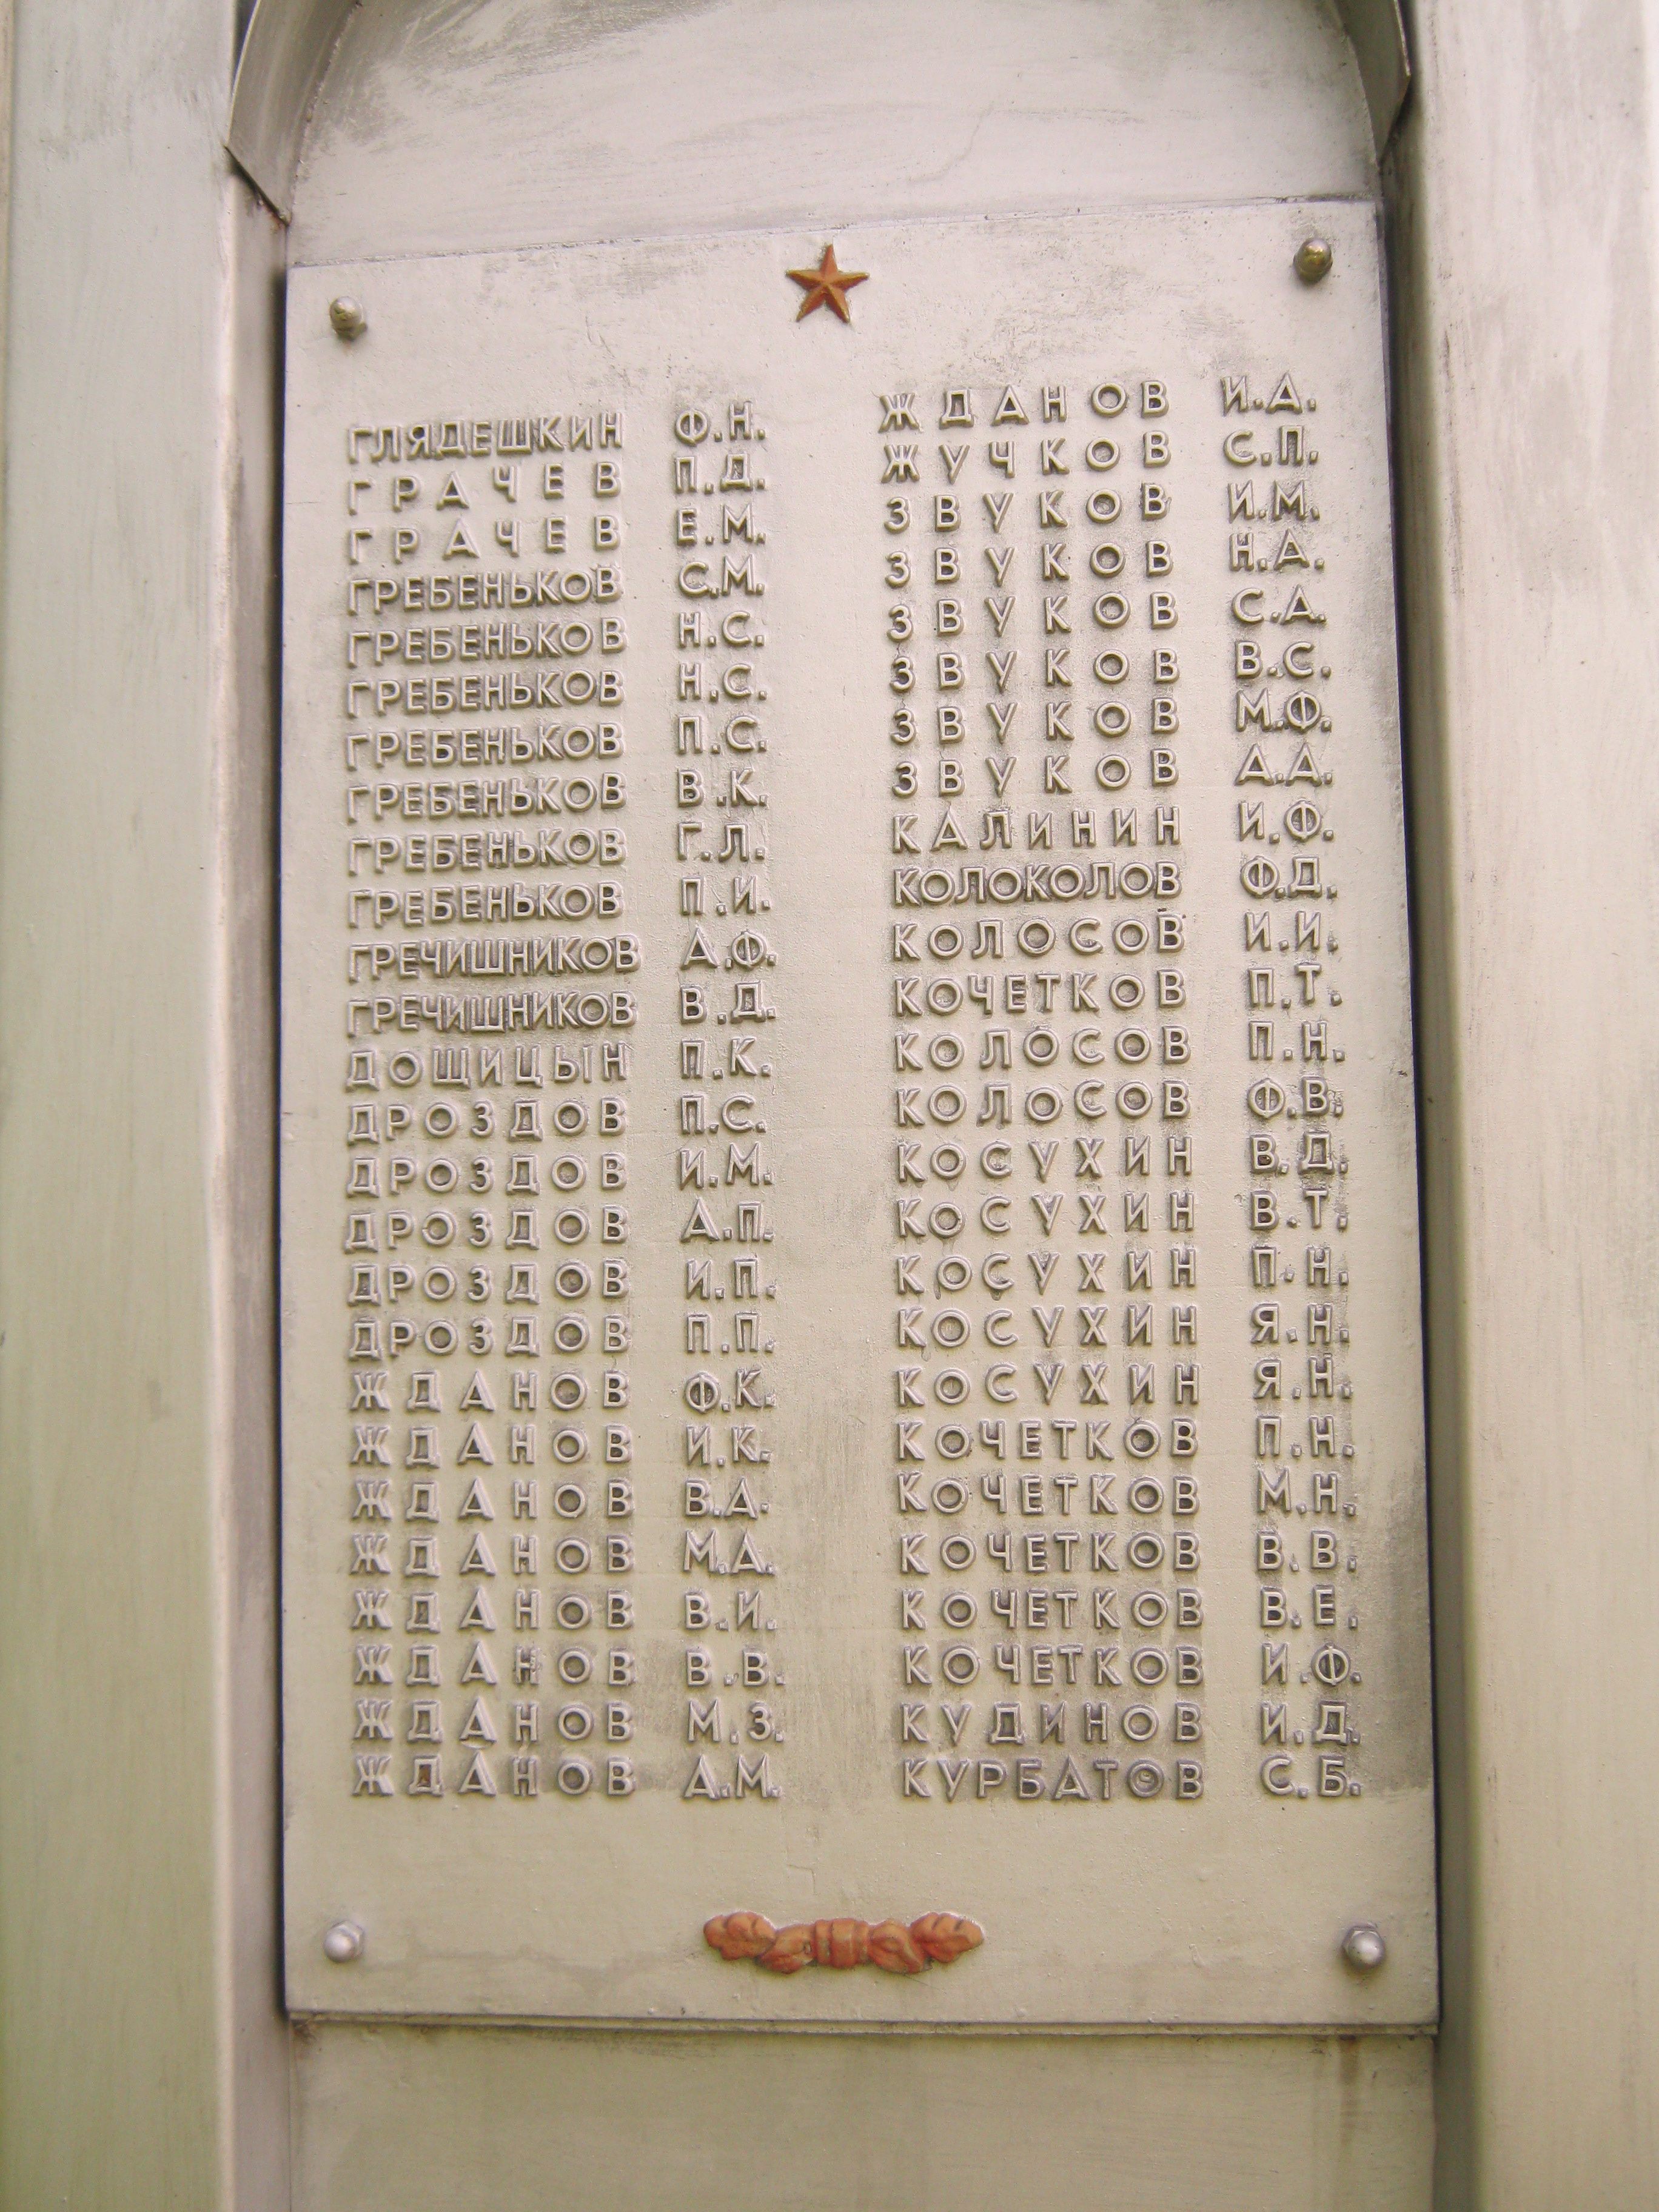 ГЛЯДЕШКИН Ф.Н.
ГРАЧЕВ П.Д.
ГРАЧЕВ Е.М.
ГРЕБЕНЬКОВ С.М.
ГРЕБЕНЬКОВ Н.С.
ГРЕБЕНЬКОВ Н.С.
ГРЕБЕНЬКОВ П.С.
ГРЕБЕНЬКОВ В.К.
ГРЕБЕНЬКОВ Г.Л.
ГРЕБЕНЬКОВ П.И.
ГРЕЧИШНИКОВ А.Ф.
ГРЕЧИШНИКОВ В.Д.
ДОЩИЦЫН П.К.
ДРОЗДОВ П.С.
ДРОЗДОВ И.М.
ДРОЗДОВ А.П.
ДРОЗДОВ И.П.
ДРОЗДОВ П.П.
ЖДАНОВ Ф.К.
ЖДАНОВ И.К.
ЖДАНОВ В.А.
ЖДАНОВ М.А.
ЖДАНОВ В.И.
ЖДАНОВ В.В.
ЖДАНОВ М.З.
ЖДАНОВ А.М.
ЖДАНОВ И.А.
ЖУЧКОВ С.П.
ЗВУКОВ И.М.
ЗВУКОВ Н.А.
ЗВУКОВ С.А.
ЗВУКОВ В.С.
ЗВУКОВ М.Ф.
ЗВУКОВ А.А.
КАЛИНИН И.Ф.
КОЛОКОЛОВ Ф.Д.
КОЛОСОВ И.И.
КОЧЕТКОВ П.Т.
КОЛОСОВ П.Н.
КОЛОСОВ Ф.В.
КОСУХИН В.Д.
КОСУХИН В.Т.
КОСУХИН П.Н.
КОСУХИН Я.Н.
КОСУХИН Я.Н.
КОЧЕТКОВ П.Н.
КОЧЕТКОВ М.Н.
КОЧЕТКОВ В.В.
КОЧЕТКОВ В.Е.
КОЧЕТКОВ И.Ф.
КУДИНОВ И.Д.
КУРБАТОВ С.Б.